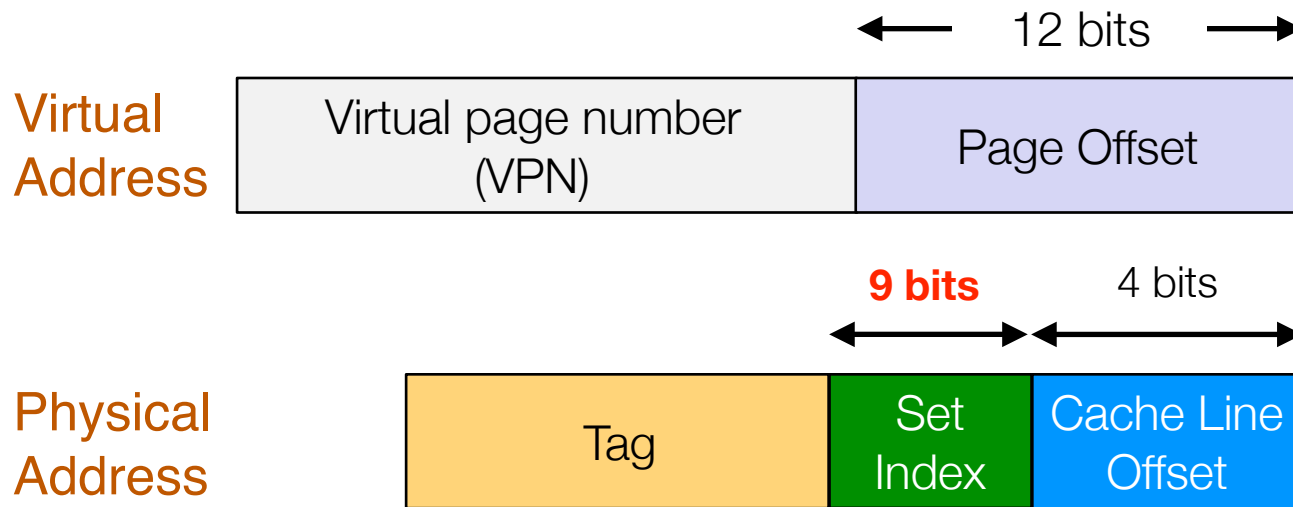 12 bits
Virtual
Address
Virtual page number
(VPN)
Page Offset
9 bits
4 bits
Physical
Address
Tag
Set
Index
Cache Line
Offset